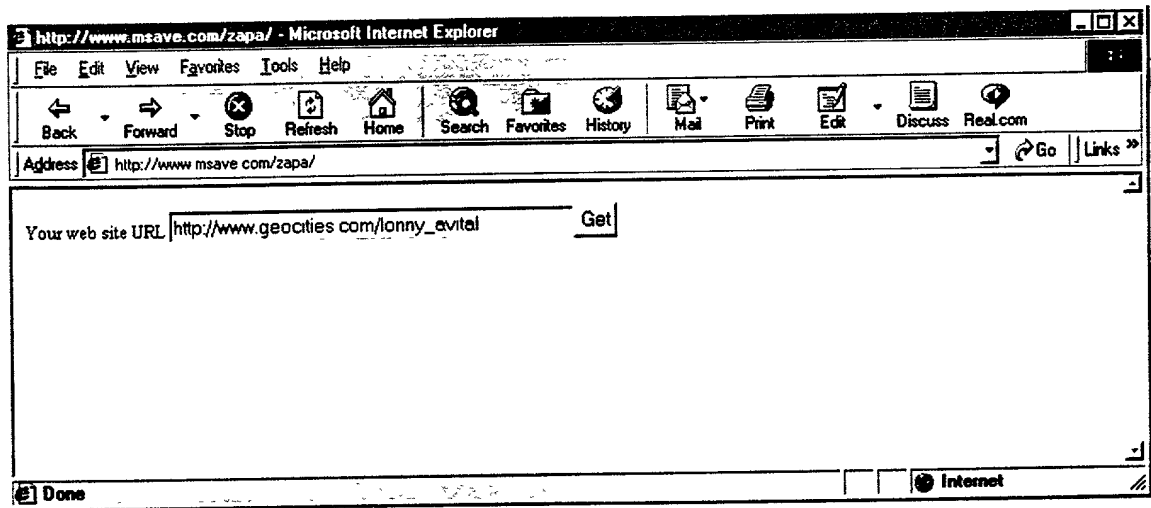 http://www.msave.com/zapa/ - Microsoft Internet Explorer
File Edit View Favorites Tools Help
Back Forward Stop Refresh Home Search Favorites History Mail Print Edit Discuss Real.com
Address http://www msave com/zapa/ Go Links »
Your web site URL http://www.geocities com/lonny_avital Get
Done Internet